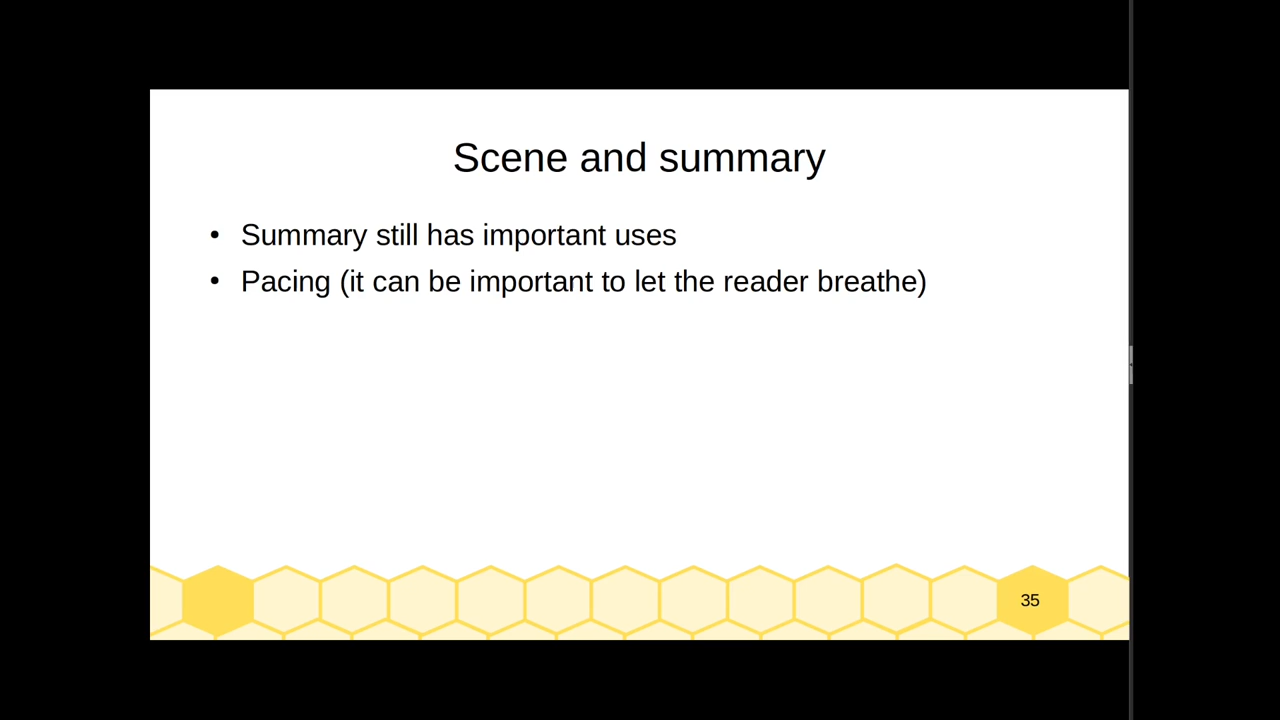 Scene and summary
• Summary still has important uses
• Pacing (it can be important to let the reader breathe)
35